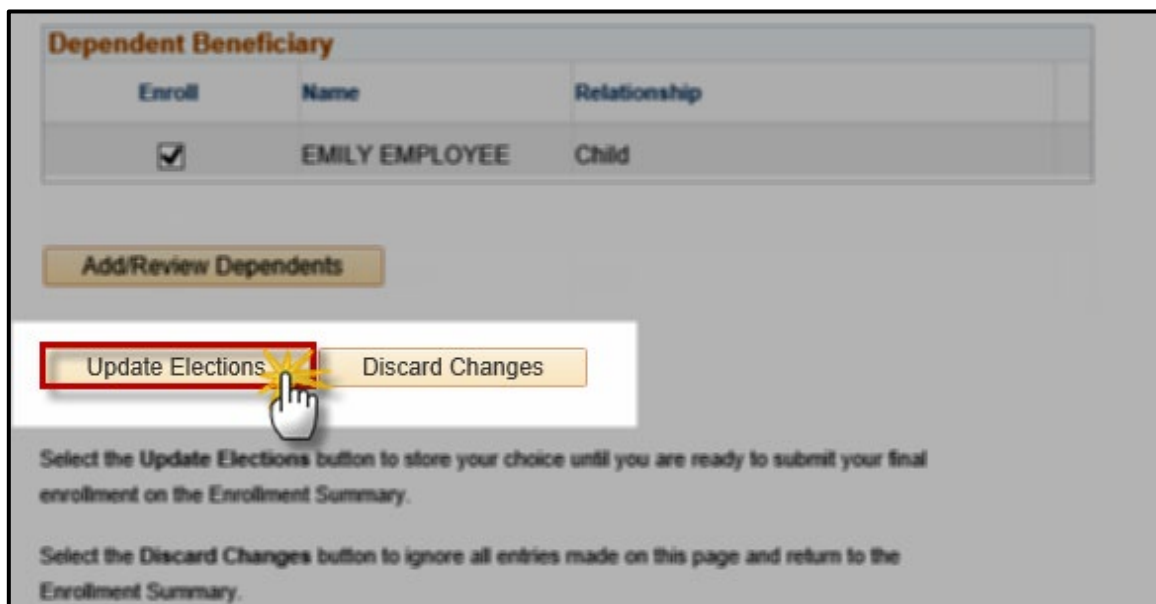 Dependent Beneficiary
Enroll Name Relationship
EMILY EMPLOYEE Child
Add/Review Dependents
Update Elections Discard Changes
Select the Update Elections button to store your choice until you are ready to submit your final
enrollment on the Enrollment Summary.
Select the Discard Changes button to ignore all entries made on this page and return to the
Enrollment Summary.